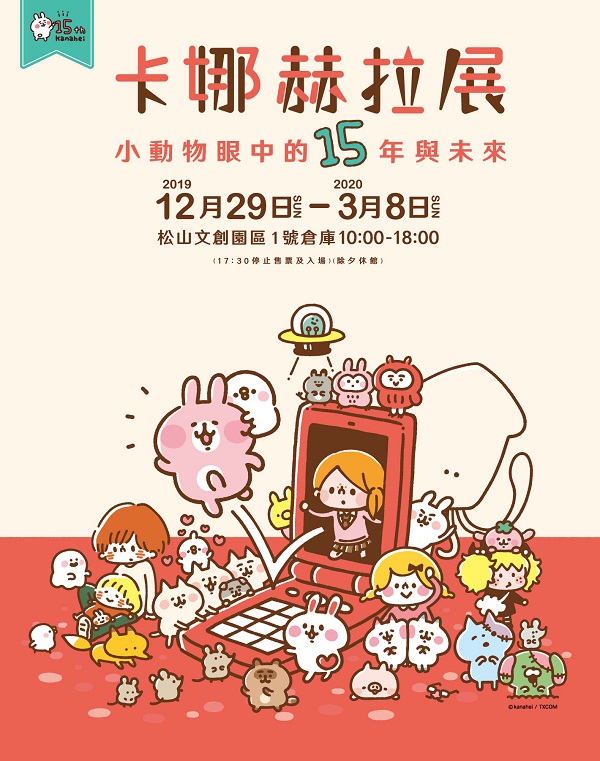 15th
kanahei
卡娜赫拉展
小動物眼中的15年與未來
2019 2020
12月29日SUN－3月8日SUN
松山文創園區1號倉庫10:00-18:00
(17:30停止售票及入場)(除夕休館)
©kanahei / TXCOM